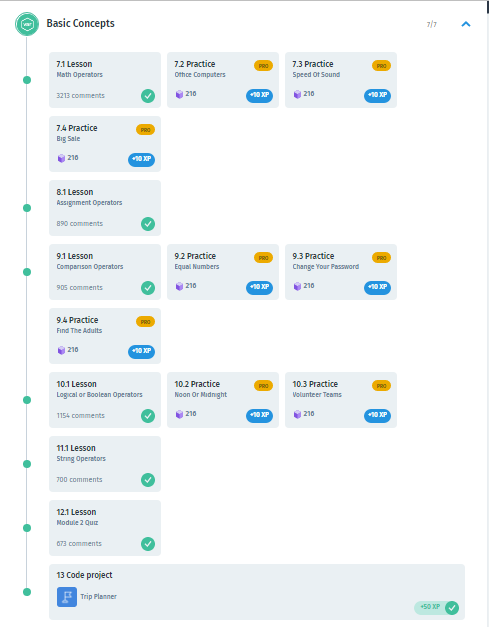 Basic Concepts 7/7
7.1 Lesson
Math Operators
3213 comments
7.2 Practice PRO
Office Computers
216 +10 XP
7.3 Practice PRO
Speed Of Sound
216 +10 XP
7.4 Practice PRO
Big Sale
216 +10 XP
8.1 Lesson
Assignment Operators
890 comments
9.1 Lesson
Comparison Operators
905 comments
9.2 Practice PRO
Equal Numbers
216 +10 XP
9.3 Practice PRO
Change Your Password
216 +10 XP
9.4 Practice PRO
Find The Adults
216 +10 XP
10.1 Lesson
Logical or Boolean Operators
1154 comments
10.2 Practice PRO
Noon Or Midnight
216 +10 XP
10.3 Practice PRO
Volunteer Teams
216 +10 XP
11.1 Lesson
String Operators
700 comments
12.1 Lesson
Module 2 Quiz
673 comments
13 Code project
Trip Planner
+50 XP